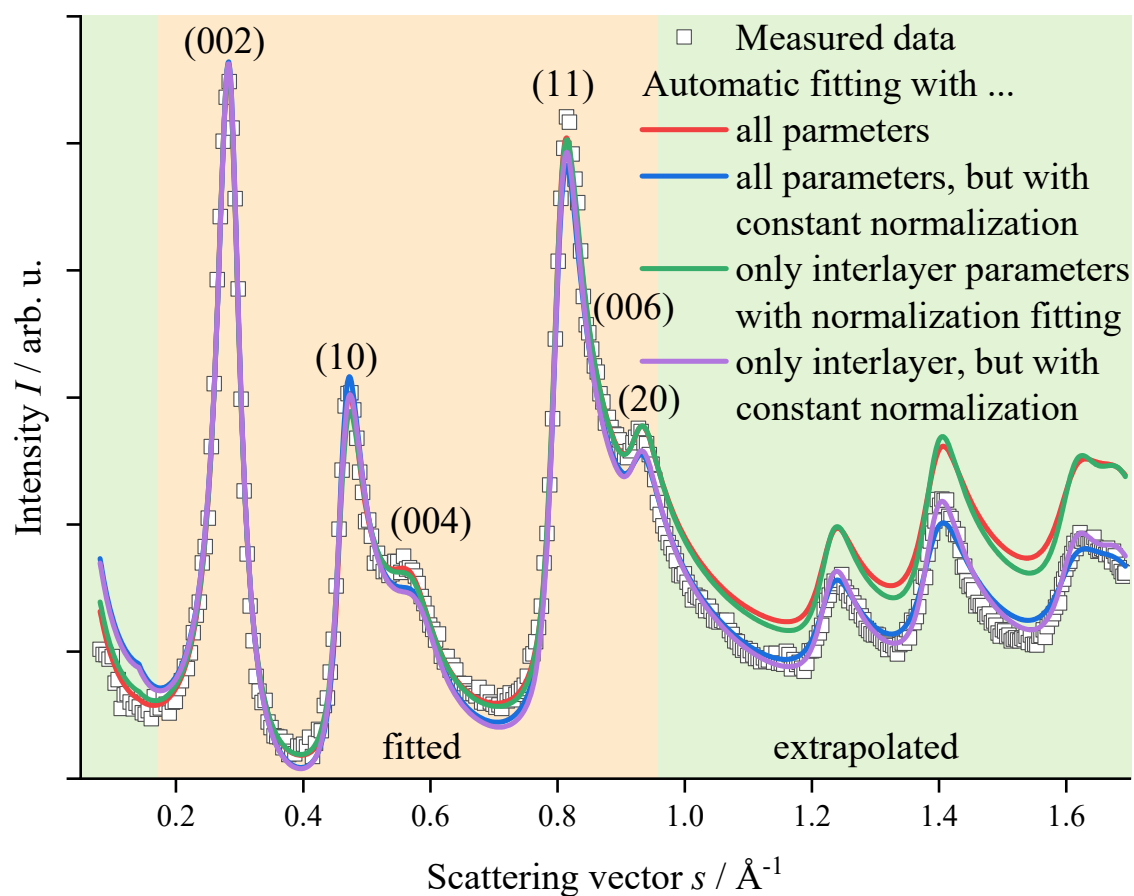 (002)
(11)
(10)
(006)
(20)
(004)
Measured data
Automatic fitting with ...
all parmeters
all parameters, but with
constant normalization
only interlayer parameters
with normalization fitting
only interlayer, but with
constant normalization
fitted
extrapolated
Intensity I / arb. u.
0.2 0.4 0.6 0.8 1.0 1.2 1.4 1.6
Scattering vector s / Å⁻¹